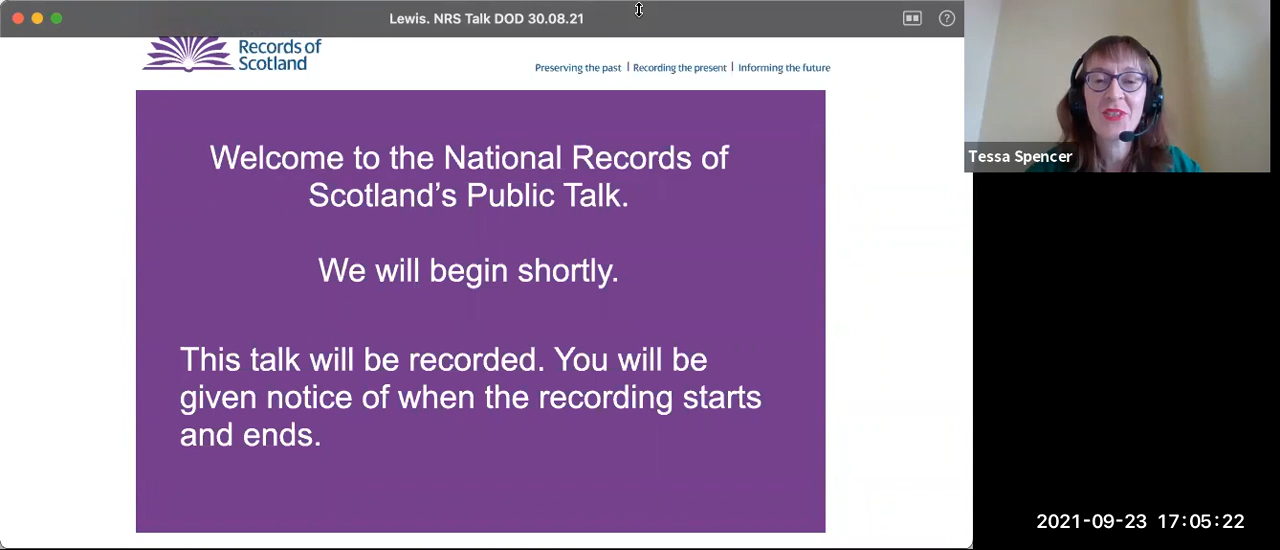 Lewis. NRS Talk DOD 30.08.21
Records of
Scotland
Preserving the past | Recording the present | Informing the future
Welcome to the National Records of
Scotland’s Public Talk.
We will begin shortly.
This talk will be recorded. You will be
given notice of when the recording starts
and ends.
Tessa Spencer
2021-09-23 17:05:22